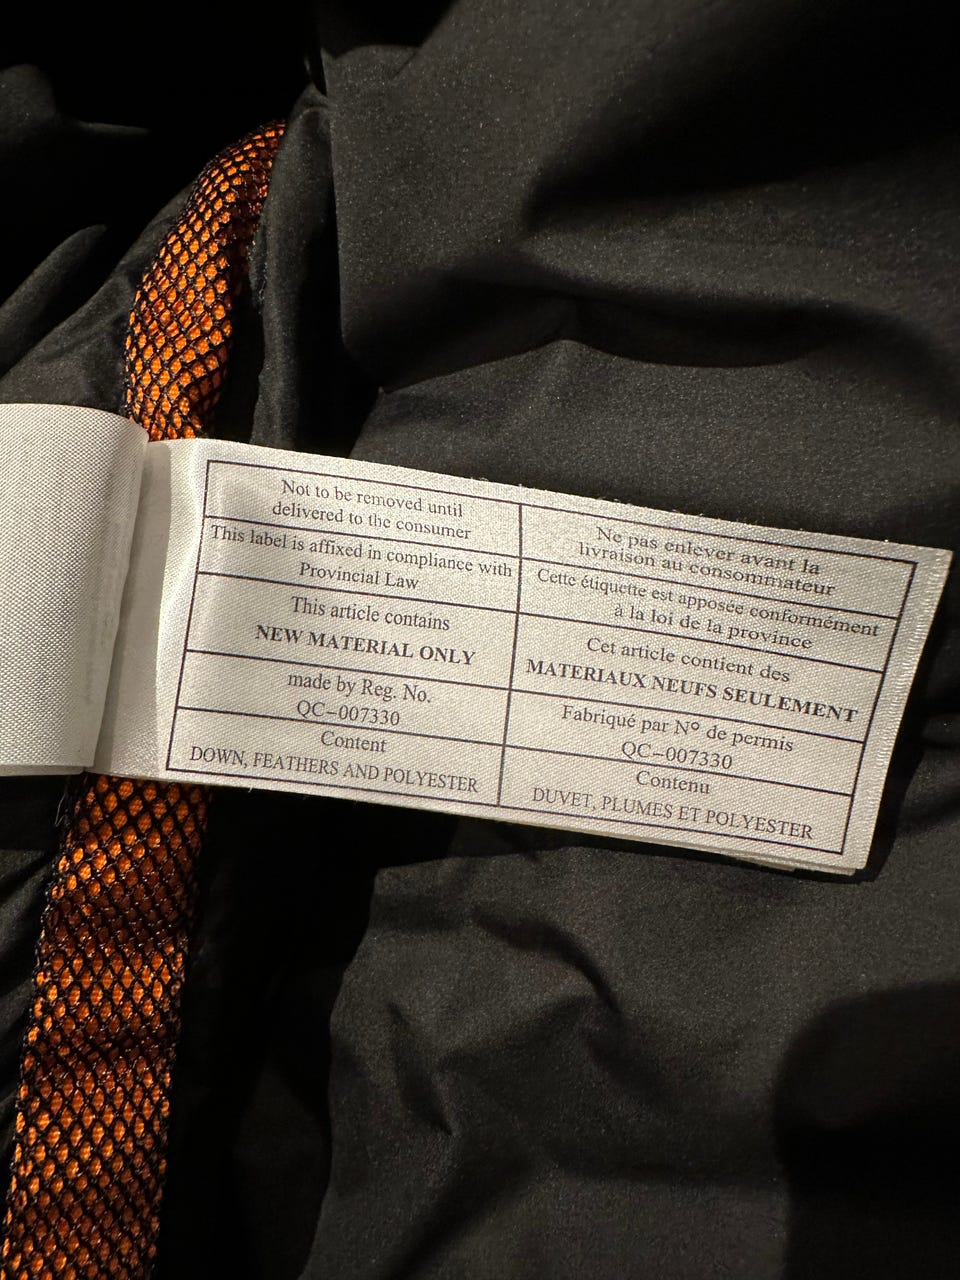 Not to be removed until
delivered to the consumer
This label is affixed in compliance with
Provincial Law
This article contains
NEW MATERIAL ONLY
made by Reg. No.
QC-007330
Content
DOWN, FEATHERS AND POLYESTER
Ne pas enlever avant la
livraison au consommateur
Cette étiquette est apposée conformément
à la loi de la province
Cet article contient des
MATERIAUX NEUFS SEULEMENT
Fabriqué par N° de permis
QC-007330
Contenu
DUVET, PLUMES ET POLYESTER